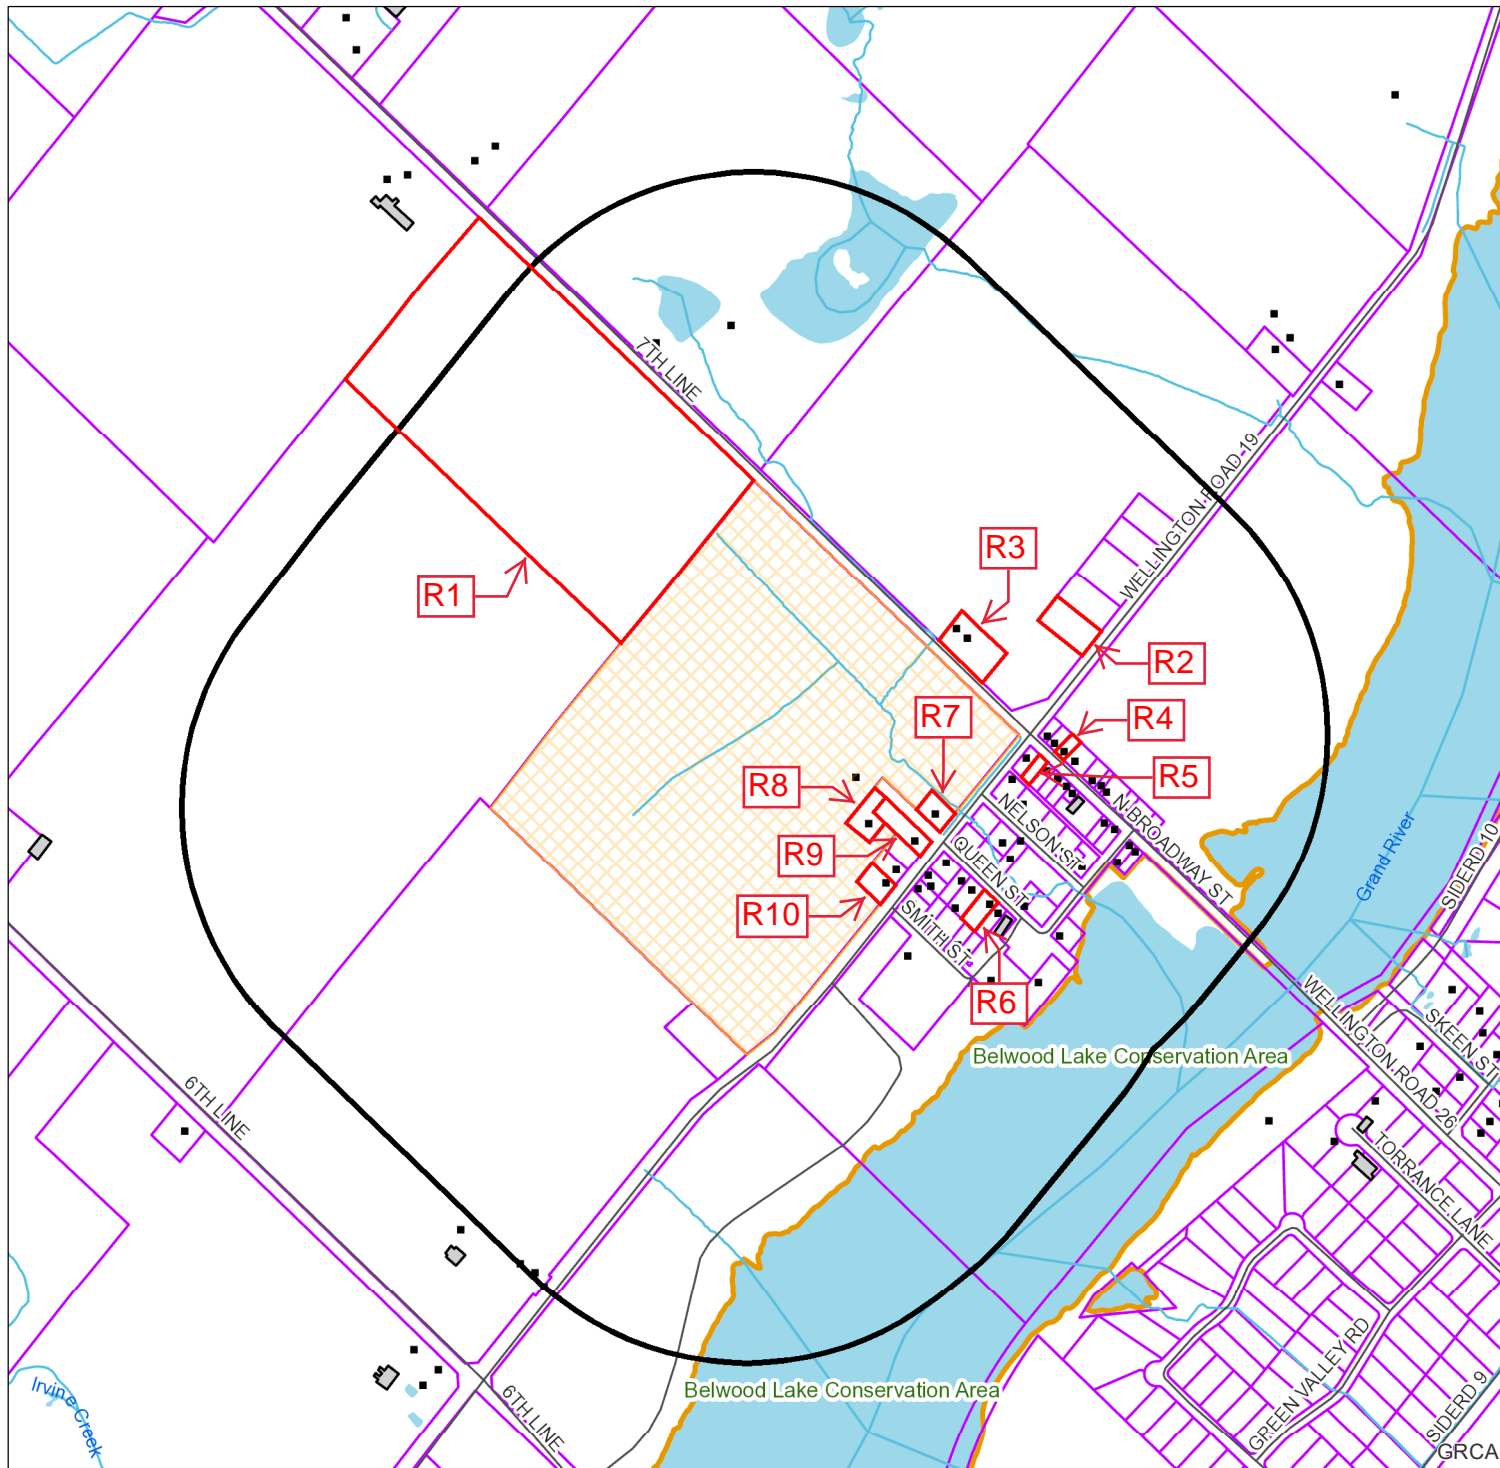 7TH LINE
WELLINGTON ROAD 19
R3
R1
R2
R7
R4
R5
R8
N BROADWAY ST
NELSON ST
R9
QUEEN ST
Grand River
SIDERD 10
R10
SMITH ST
R6
WELLINGTON ROAD 26
SKEEN ST
Belwood Lake Conservation Area
6TH LINE
TORRANCE LANE
GREEN VALLEY RD
Belwood Lake Conservation Area
SIDERD 9
6TH LINE
Irvine Creek
GRCA